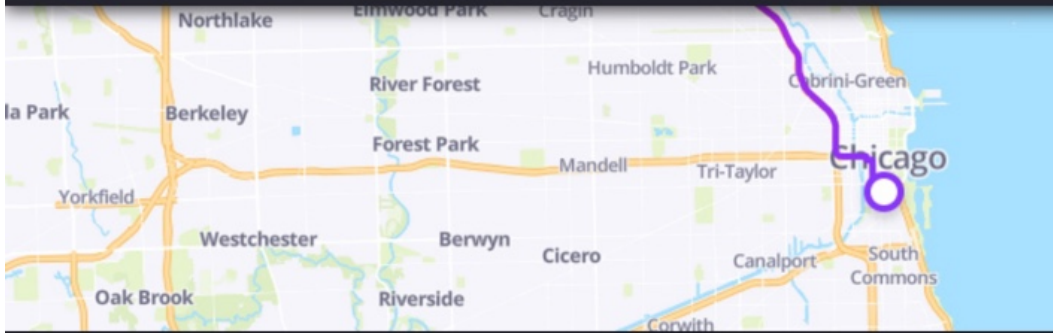 Elmwood Park
Cragin
Northlake
Humboldt Park
River Forest
Cabrini-Green
la Park
Berkeley
Forest Park
Chicago
Mandell
Tri-Taylor
Yorkfield
Westchester
Berwyn
Cicero
Canalport
South
Commons
Oak Brook
Riverside
Corwith